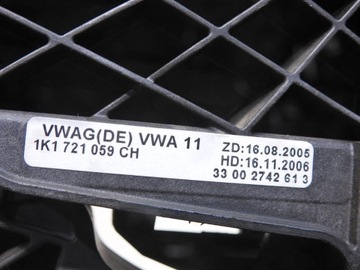 VWAG(DE) VWA 11
1K1 721 059 CH
ZD:16.08.2005
HD:16.11.2006
33 00 2742 61 3